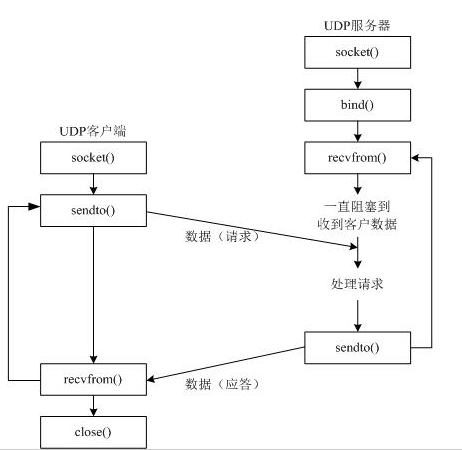 UDP服务器
socket()
bind()
UDP客户端
socket()
recvfrom()
sendto()
一直阻塞到
收到客户数据
数据（请求）
处理请求
sendto()
recvfrom()
数据（应答）
close()